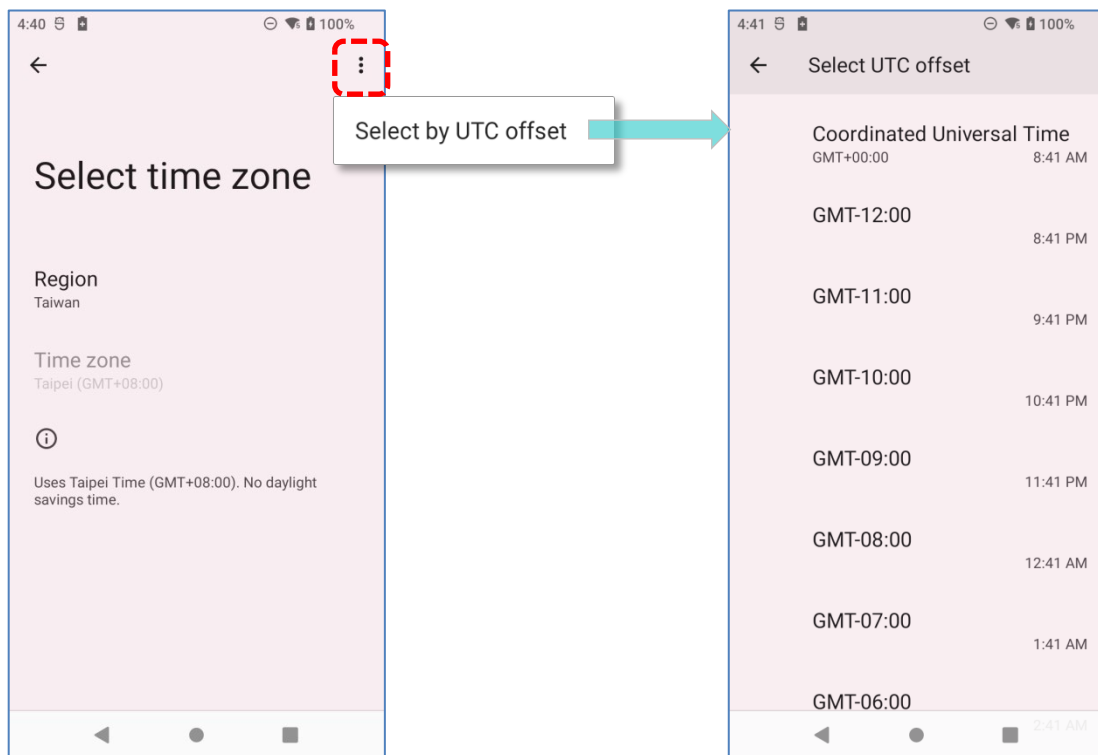 4:40
100%
Select by UTC offset
Select time zone
Region
Taiwan
Time zone
Taipei (GMT+08:00)
Uses Taipei Time (GMT+08:00). No daylight
savings time.
4:41
100%
Select UTC offset
Coordinated Universal Time
GMT+00:00 8:41 AM
GMT-12:00
8:41 PM
GMT-11:00
9:41 PM
GMT-10:00
10:41 PM
GMT-09:00
11:41 PM
GMT-08:00
12:41 AM
GMT-07:00
1:41 AM
GMT-06:00
2:41 AM